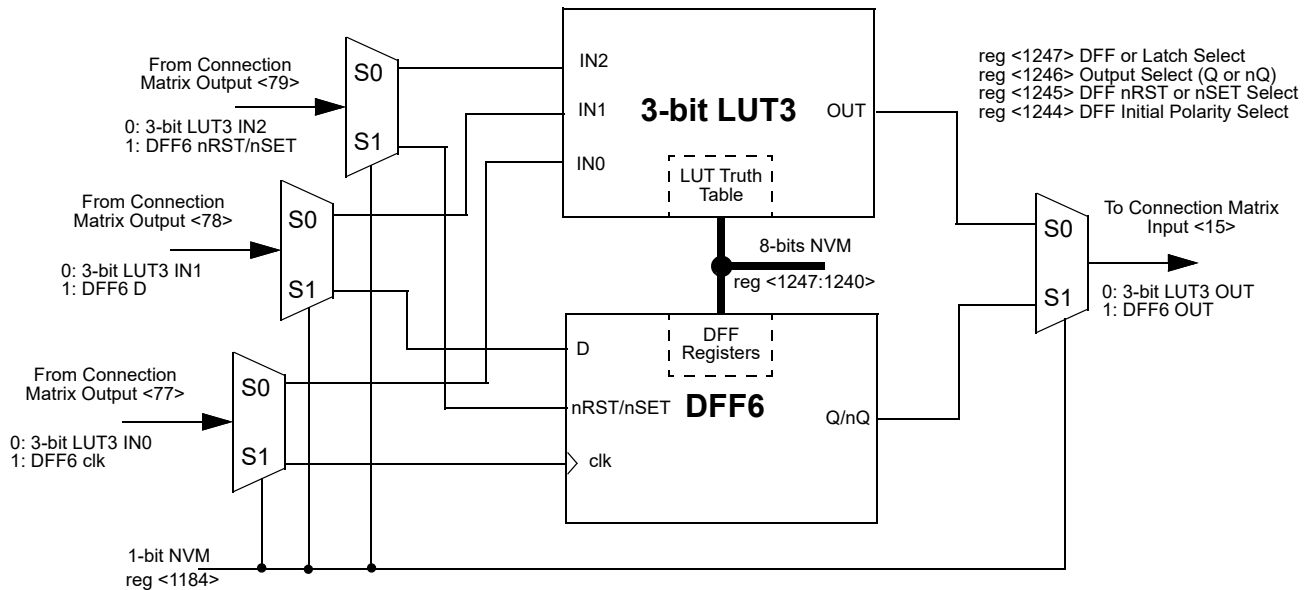 From Connection
Matrix Output <79>
0: 3-bit LUT3 IN2
1: DFF6 nRST/nSET
S0
S1
From Connection
Matrix Output <78>
0: 3-bit LUT3 IN1
1: DFF6 D
S0
S1
From Connection
Matrix Output <77>
0: 3-bit LUT3 IN0
1: DFF6 clk
S0
S1
1-bit NVM
reg <1184>
IN2
IN1
IN0
3-bit LUT3
OUT
LUT Truth
Table
8-bits NVM
reg <1247:1240>
DFF
Registers
D
nRST/nSET
clk
DFF6
Q/nQ
reg <1247> DFF or Latch Select
reg <1246> Output Select (Q or nQ)
reg <1245> DFF nRST or nSET Select
reg <1244> DFF Initial Polarity Select
S0
S1
To Connection Matrix
Input <15>
0: 3-bit LUT3 OUT
1: DFF6 OUT